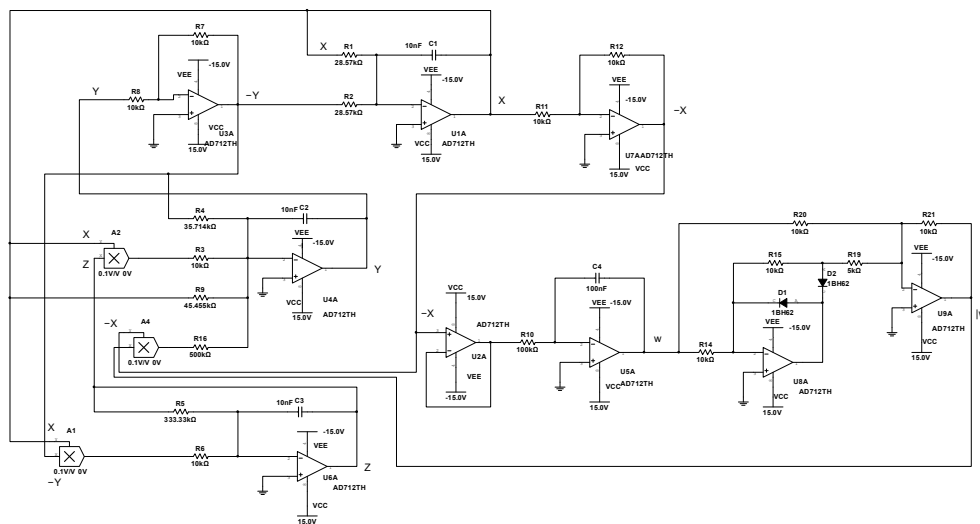 R7
10kΩ
VEE
-15.0V
Y
R8
10kΩ
-Y
VCC
U3A
AD712TH
15.0V
X
R1
28.57kΩ
10nF C1
VEE
-15.0V
R2
28.57kΩ
X
U1A
VCC
AD712TH
15.0V
R11
10kΩ
R12
10kΩ
VEE
-15.0V
-X
U7AAD712TH
VCC
15.0V
R4
35.714kΩ
10nF C2
VEE
-15.0V
X
A2
Z
0.1V/V 0V
R3
10kΩ
Y
VCC
U4A
AD712TH
15.0V
R9
45.455kΩ
-X
A4
0.1V/V 0V
R16
500kΩ
VCC
15.0V
-X
AD712TH
U2A
VEE
-15.0V
R10
100kΩ
C4
100nF
VEE -15.0V
W
U5A
VCC AD712TH
15.0V
R20
10kΩ
R21
10kΩ
R15
10kΩ
R19
5kΩ
D2
1BH62
D1
1BH62
VEE
-15.0V
R14
10kΩ
U8A
VCC
AD712TH
15.0V
VEE
-15.0V
U9A
AD712TH
VCC
15.0V
R5
333.33kΩ
10nF C3
-15.0V
VEE
X
A1
0.1V/V 0V
-Y
R6
10kΩ
Z
U6A
AD712TH
VCC
15.0V